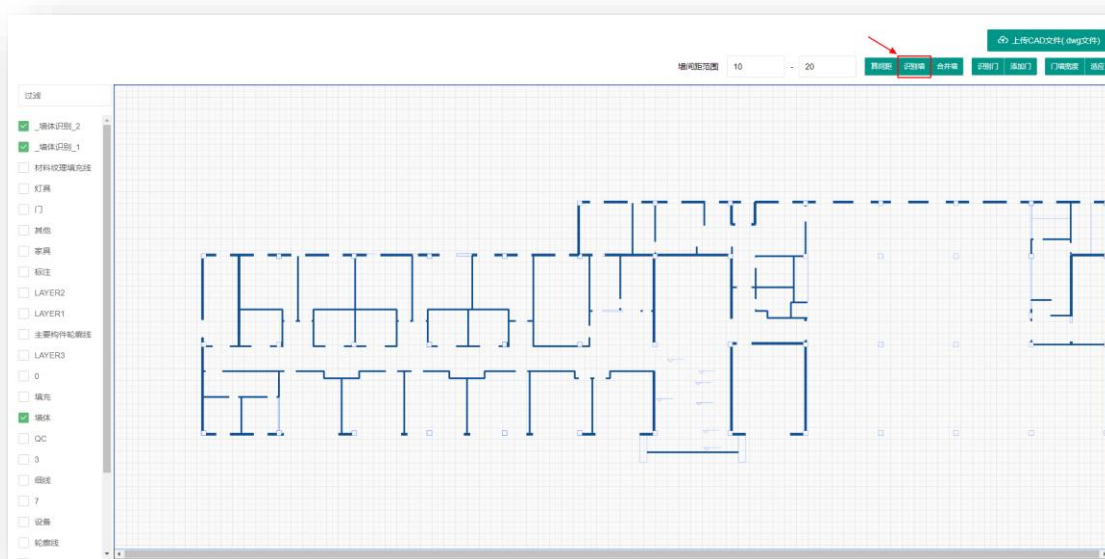 上传CAD文件(.dwg文件)
墙间距范围 10 - 20 算间距 识别墙 合并墙 识别门 添加门 门墙宽度 适应
过滤
_墙体识别_2
_墙体识别_1
材料纹理填充线
灯具
门
其他
家具
标注
LAYER2
LAYER1
主要构件轮廓线
LAYER3
0
填充
墙体
QC
3
细线
7
设备
轮廓线